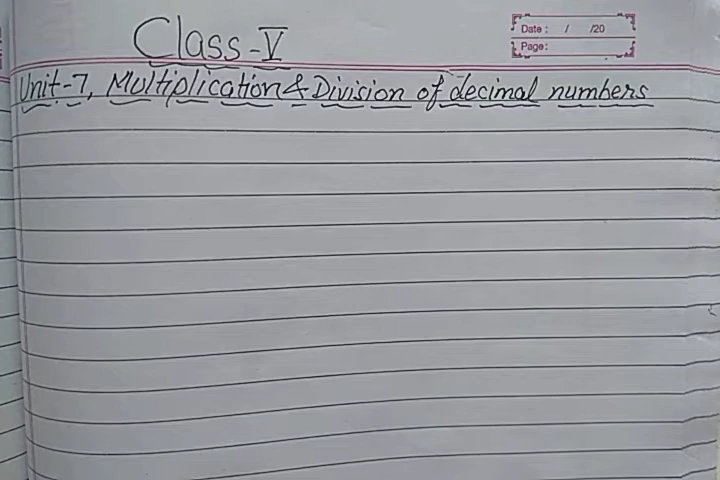 Class-V
Date : / /20
Page:
Unit-7, Multiplication & Division of decimal numbers